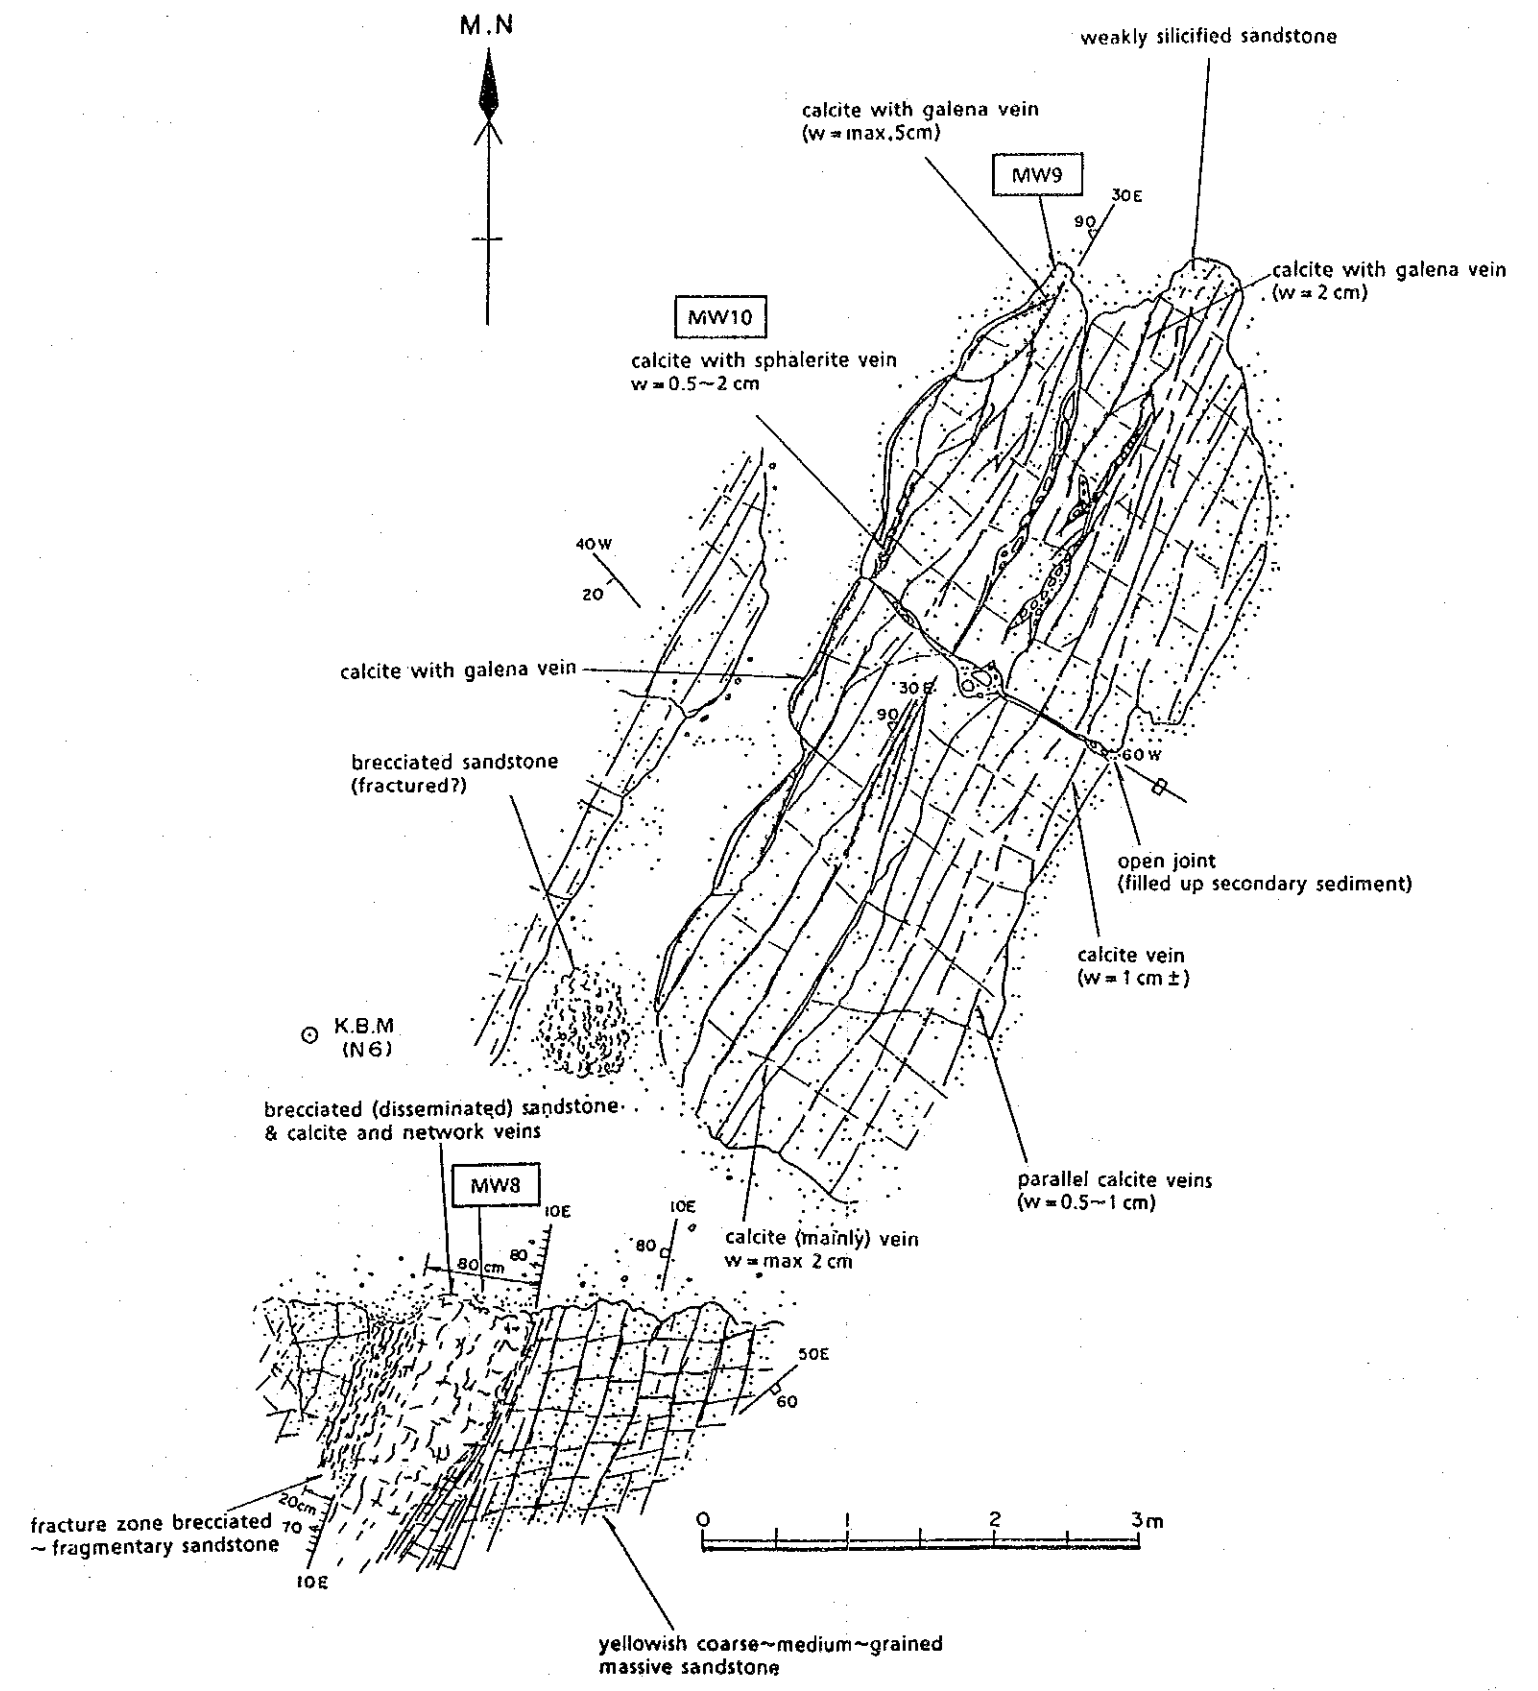 M.N
weakly silicified sandstone
calcite with galena vein
(w=max.5cm)
MW9
30E
90
calcite with galena vein
(w=2 cm)
MW10
calcite with sphalerite vein
w=0.5~2 cm
40W
20
calcite with galena vein
30E
90
60W
brecciated sandstone
(fractured?)
open joint
(filled up secondary sediment)
calcite vein
(w=1 cm ±)
K.B.M
(N6)
brecciated (disseminated) sandstone
& calcite and network veins
MW8
parallel calcite veins
(w=0.5~1 cm)
10E
10E
80
80
80 cm
calcite (mainly) vein
w=max 2 cm
50E
60
20cm
70
10E
fracture zone brecciated
~fragmentary sandstone
0 1 2 3m
yellowish coarse~medium~grained
massive sandstone